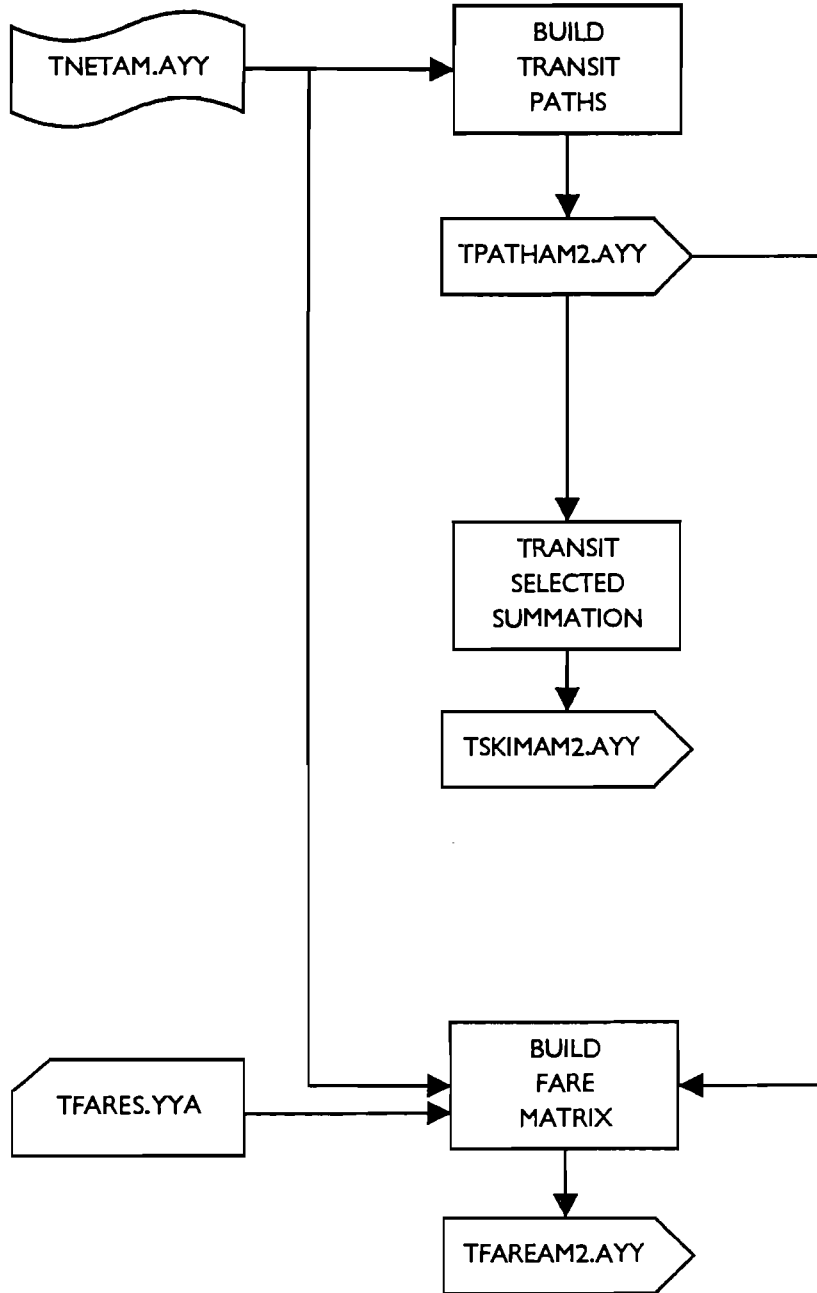 TNETAM.AYY
BUILD
TRANSIT
PATHS
TPATHAM2.AYY
TRANSIT
SELECTED
SUMMATION
TSKIMAM2.AYY
TFARES.YYA
BUILD
FARE
MATRIX
TFAREAM2.AYY